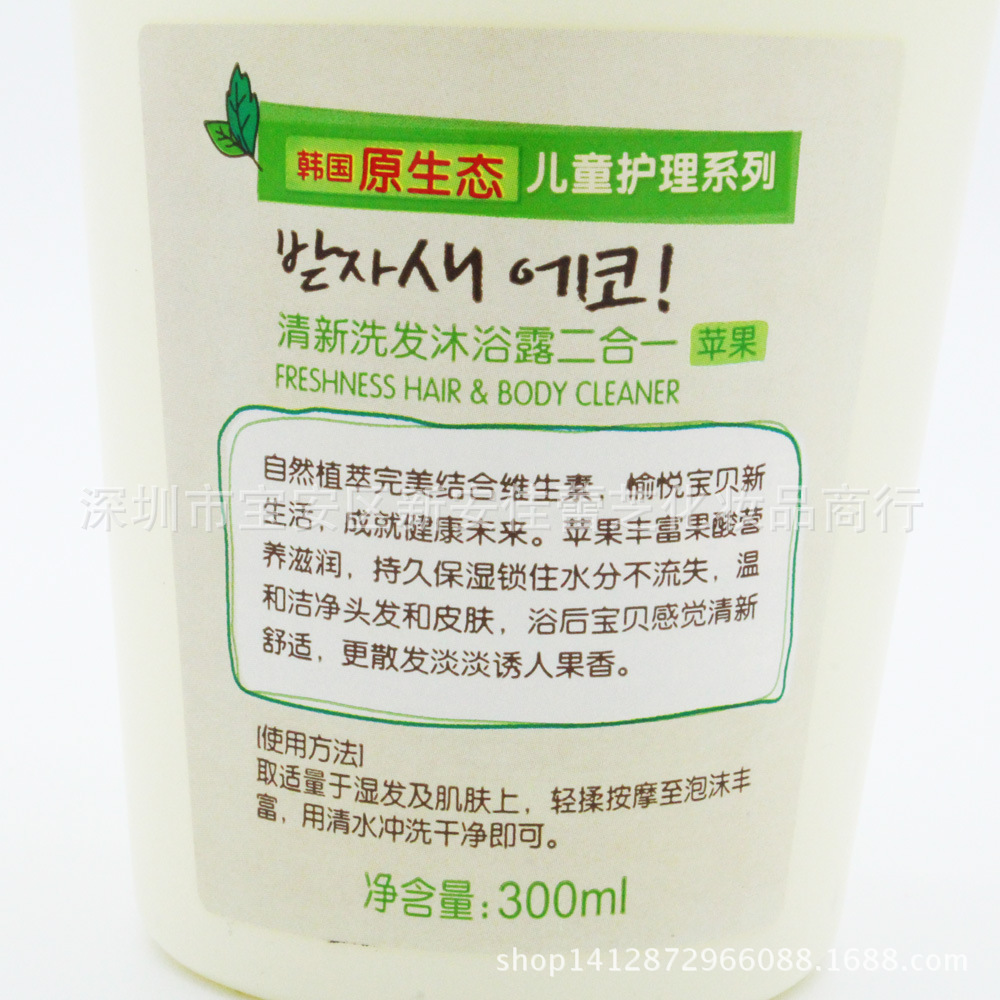 韩国 原生态 儿童护理系列
받자새 에코!
清新洗发沐浴露二合一 苹果
FRESHNESS HAIR & BODY CLEANER
自然植萃完美结合维生素，愉悦宝贝新
生活，成就健康未来。苹果丰富果酸营
养滋润，持久保湿锁住水分不流失，温
和洁净头发和皮肤，浴后宝贝感觉清新
舒适，更散发淡淡诱人果香。
深圳市宝安区新安佳蕾艺化妆品商行
[使用方法]
取适量于湿发及肌肤上，轻揉按摩至泡沫丰
富，用清水冲洗干净即可。
净含量：300ml
shop1412872966088.1688.com